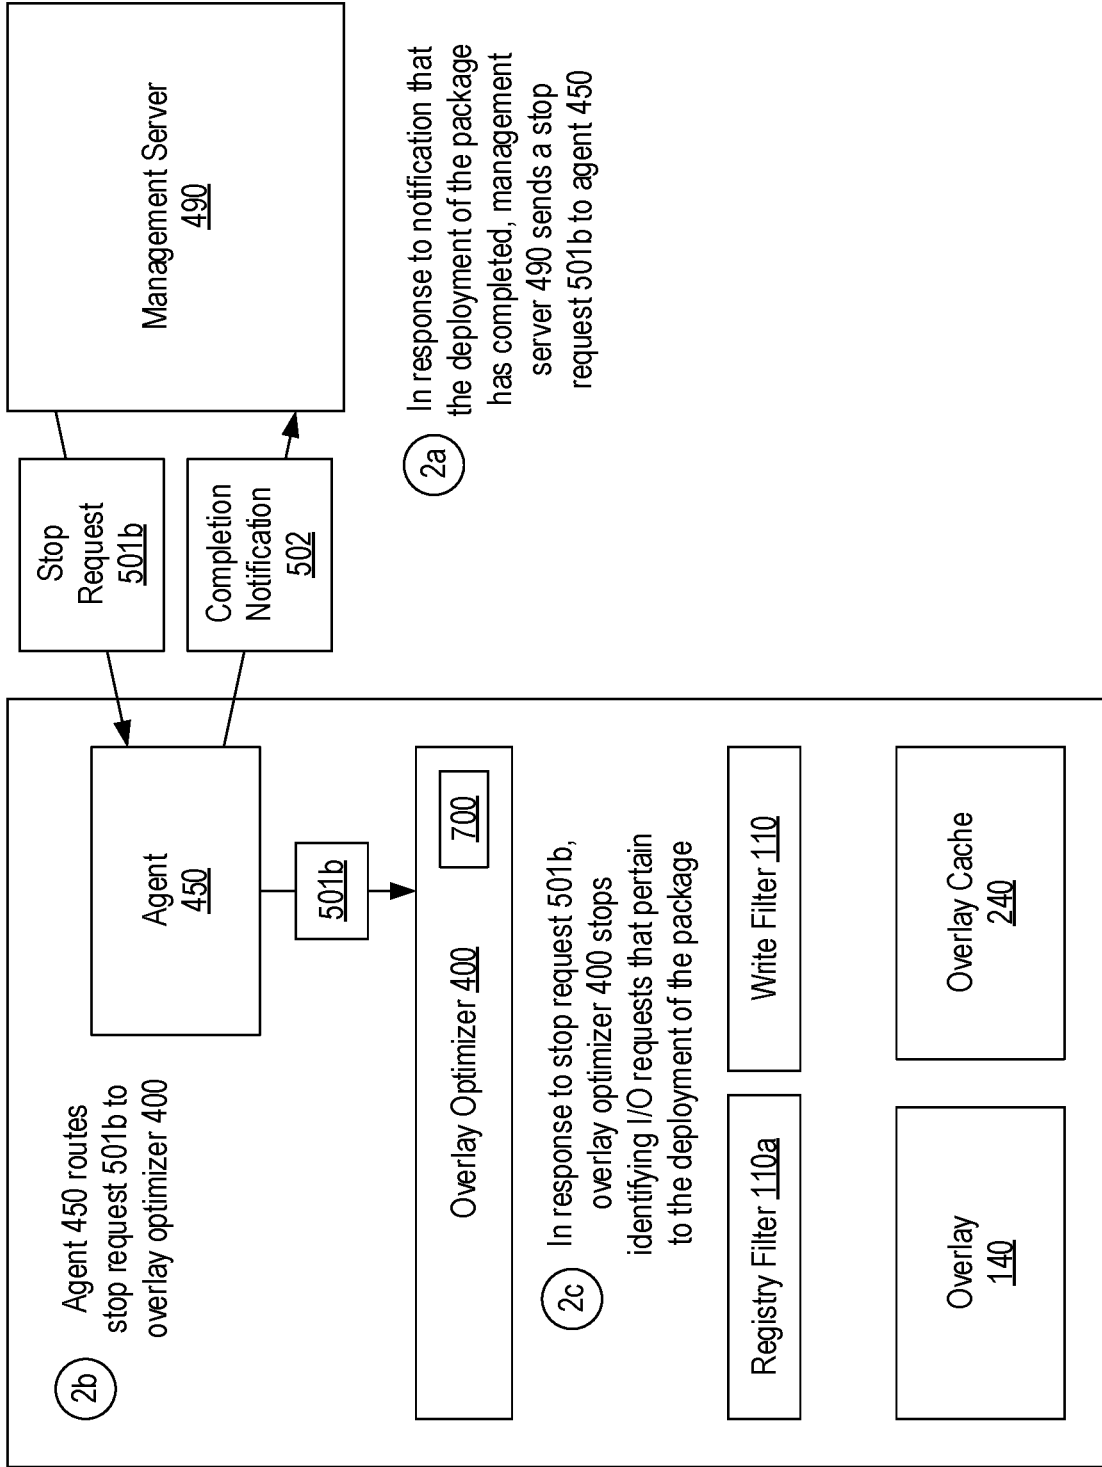 2b
Agent 450 routes
stop request 501b to
overlay optimizer 400
Agent
450
Stop
Request
501b
Completion
Notification
502
Management Server
490
501b
Overlay Optimizer 400
700
2a
In response to notification that
the deployment of the package
has completed, management
server 490 sends a stop
request 501b to agent 450
2c
In response to stop request 501b,
overlay optimizer 400 stops
identifying I/O requests that pertain
to the deployment of the package
Registry Filter 110a
Write Filter 110
Overlay
140
Overlay Cache
240